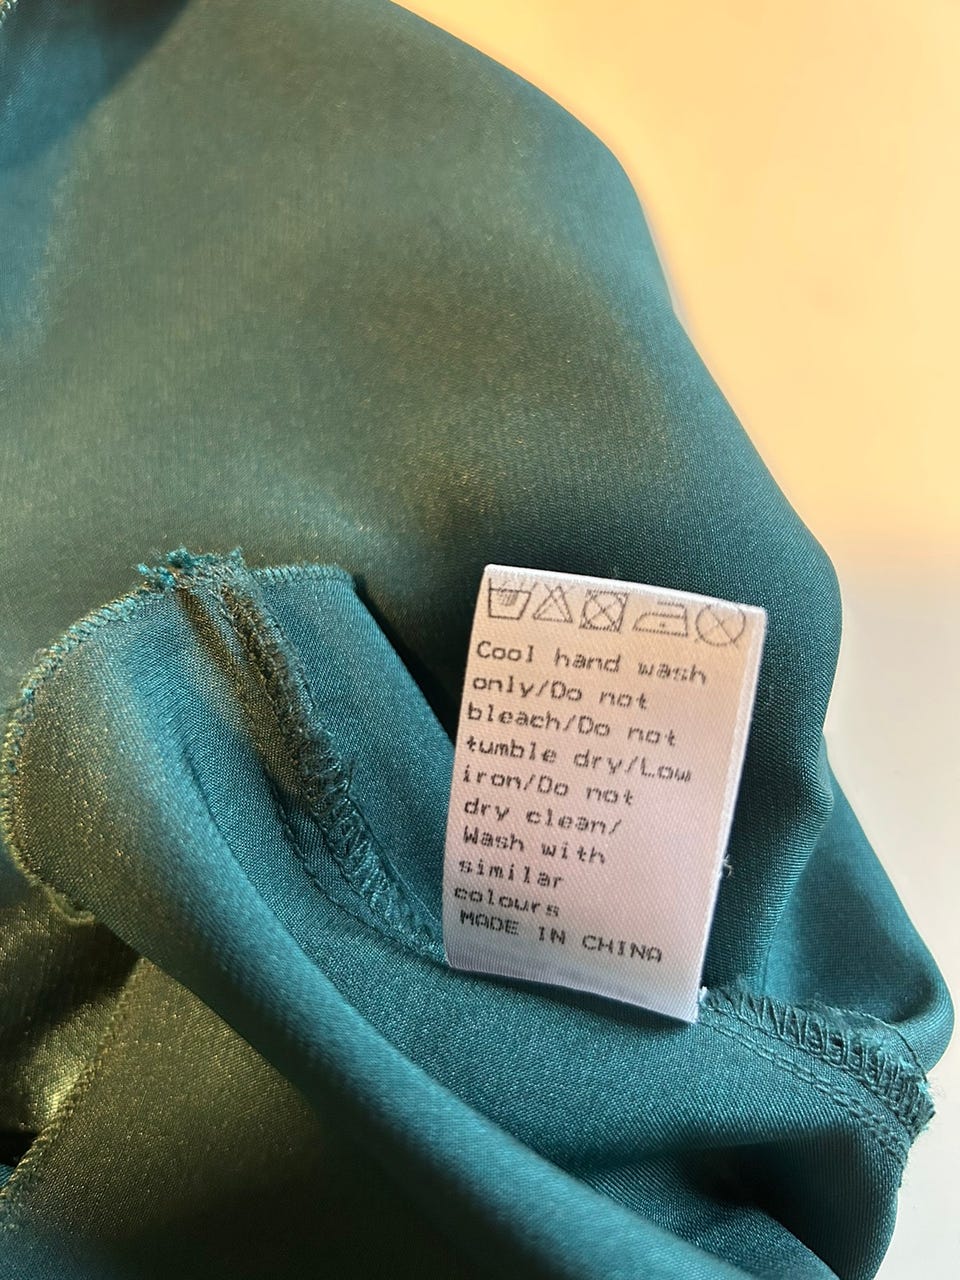 Cool hand wash
only/Do not
bleach/Do not
tumble dry/Low
iron/Do not
dry clean/
Wash with
similar
colours
MADE IN CHINA